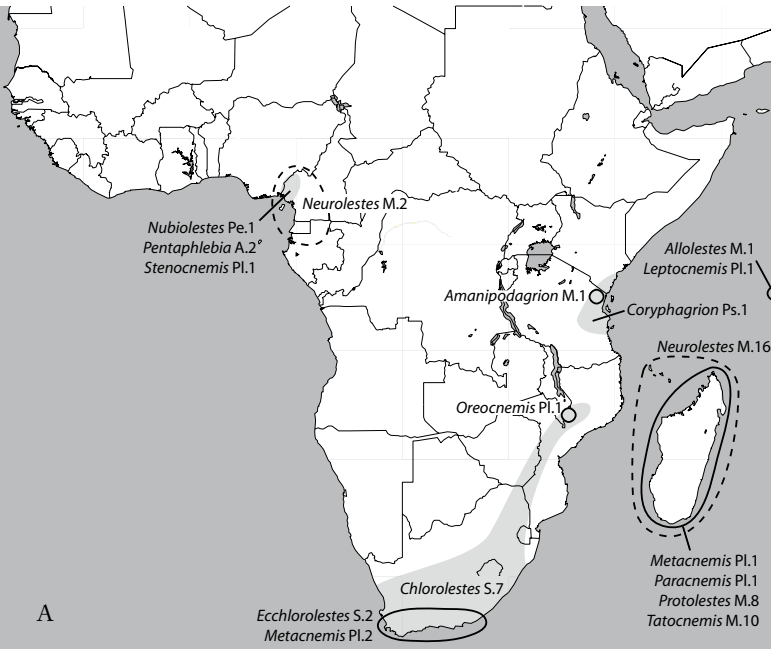 Neurolestes M.2
Nubiolestes Pe.1
Pentaphlebia A.2
Stenocnemis Pl.1
Allolestes M.1
Leptocnemis Pl.1
Amanipodagrion M.1
Coryphagrion Ps.1
Neurolestes M.16
Oreocnemis Pl.1
Metacnemis Pl.1
Paracnemis Pl.1
Protolestes M.8
Tatocnemis M.10
Chlorolestes S.7
Ecchlorolestes S.2
Metacnemis Pl.2
A